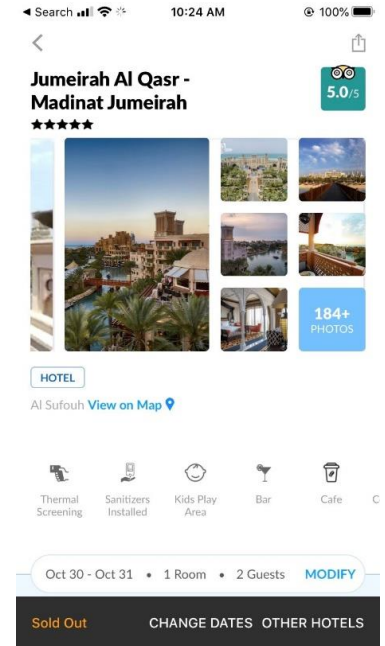 Search 10:24 AM 100%
Jumeirah Al Qasr -
Madinat Jumeirah
5.0/5
184+
PHOTOS
HOTEL
Al Sufouh View on Map
Thermal
Screening
Sanitizers
Installed
Kids Play
Area
Bar
Cafe
C
Oct 30 - Oct 31 • 1 Room • 2 Guests MODIFY
Sold Out CHANGE DATES OTHER HOTELS